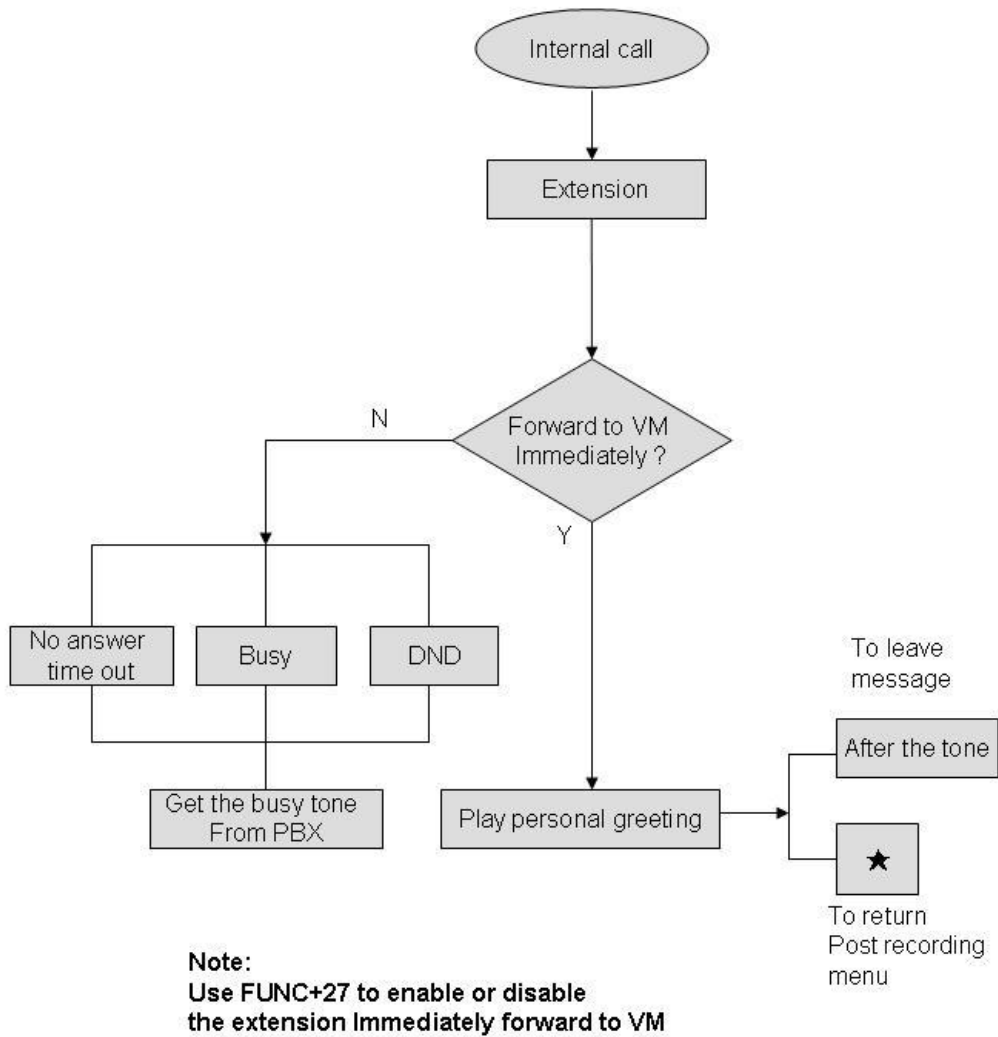 Internal call
Extension
Forward to VM
Immediately ?
N
Y
No answer
time out
Busy
DND
Get the busy tone
From PBX
Play personal greeting
To leave
message
After the tone
★
To return
Post recording
menu
Note:
Use FUNC+27 to enable or disable
the extension Immediately forward to VM